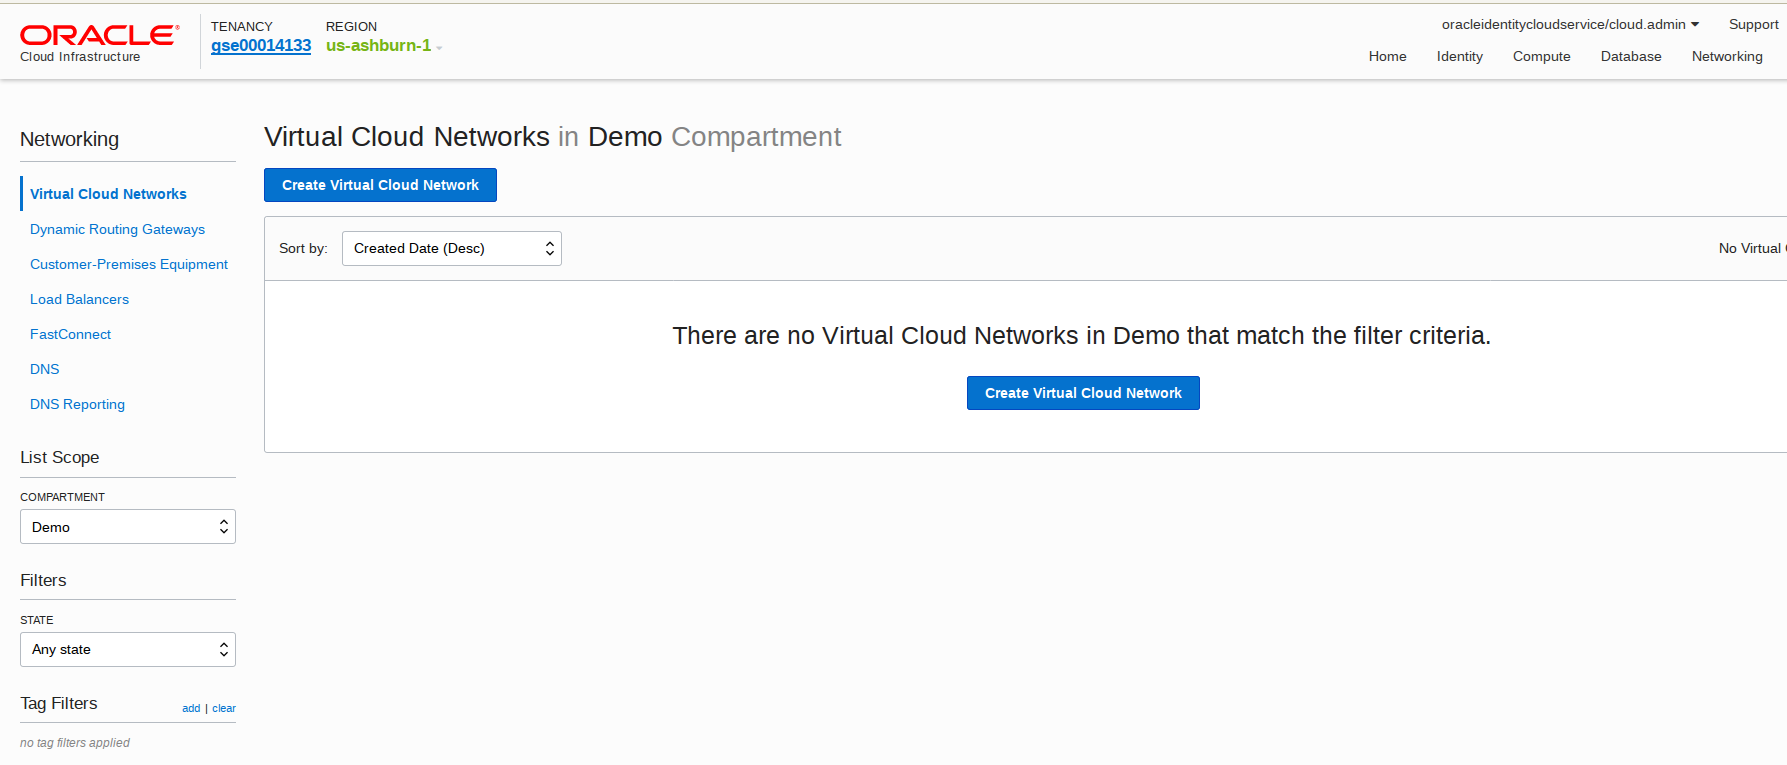 ORACLE®
Cloud Infrastructure
TENANCY
gse00014133
REGION
us-ashburn-1
oracleidentitycloudservice/cloud.admin
Support
Home
Identity
Compute
Database
Networking
Networking
Virtual Cloud Networks
Dynamic Routing Gateways
Customer-Premises Equipment
Load Balancers
FastConnect
DNS
DNS Reporting
List Scope
COMPARTMENT
Demo
Filters
STATE
Any state
Tag Filters
add | clear
no tag filters applied
Virtual Cloud Networks in Demo Compartment
Create Virtual Cloud Network
Sort by:
Created Date (Desc)
No Virtual
There are no Virtual Cloud Networks in Demo that match the filter criteria.
Create Virtual Cloud Network